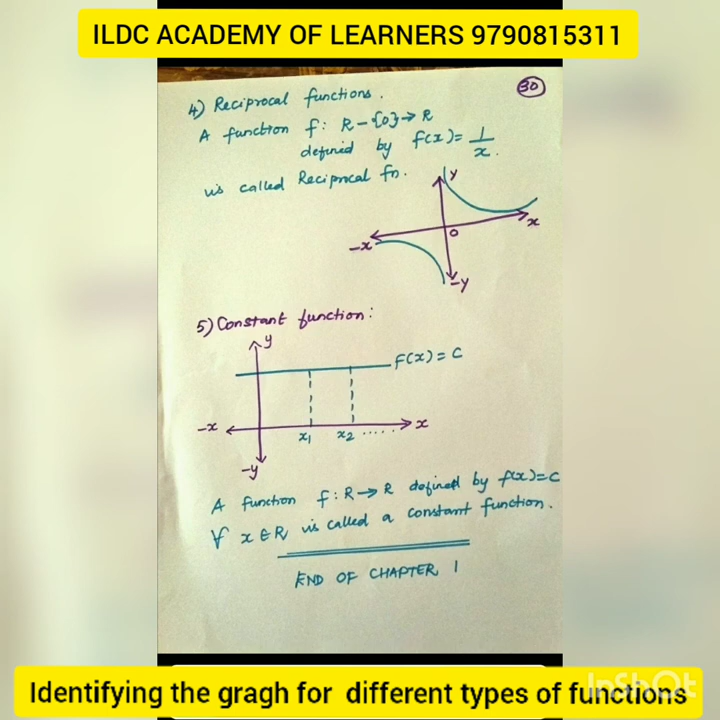 ILDC ACADEMY OF LEARNERS 9790815311
30
4) Reciprocal functions.
A function f: R-{0}→R
defined by f(x)= 1/x.
is called Reciprocal fn.
y
-x
0
x
-y
5) Constant function:
y
f(x) = C
-x
x1 x2 ..... x
-y
A function f: R→R defined by f(x)=C
∀ x ∈ R, is called a constant function.
END OF CHAPTER 1
Identifying the gragh for different types of functions
InShOt